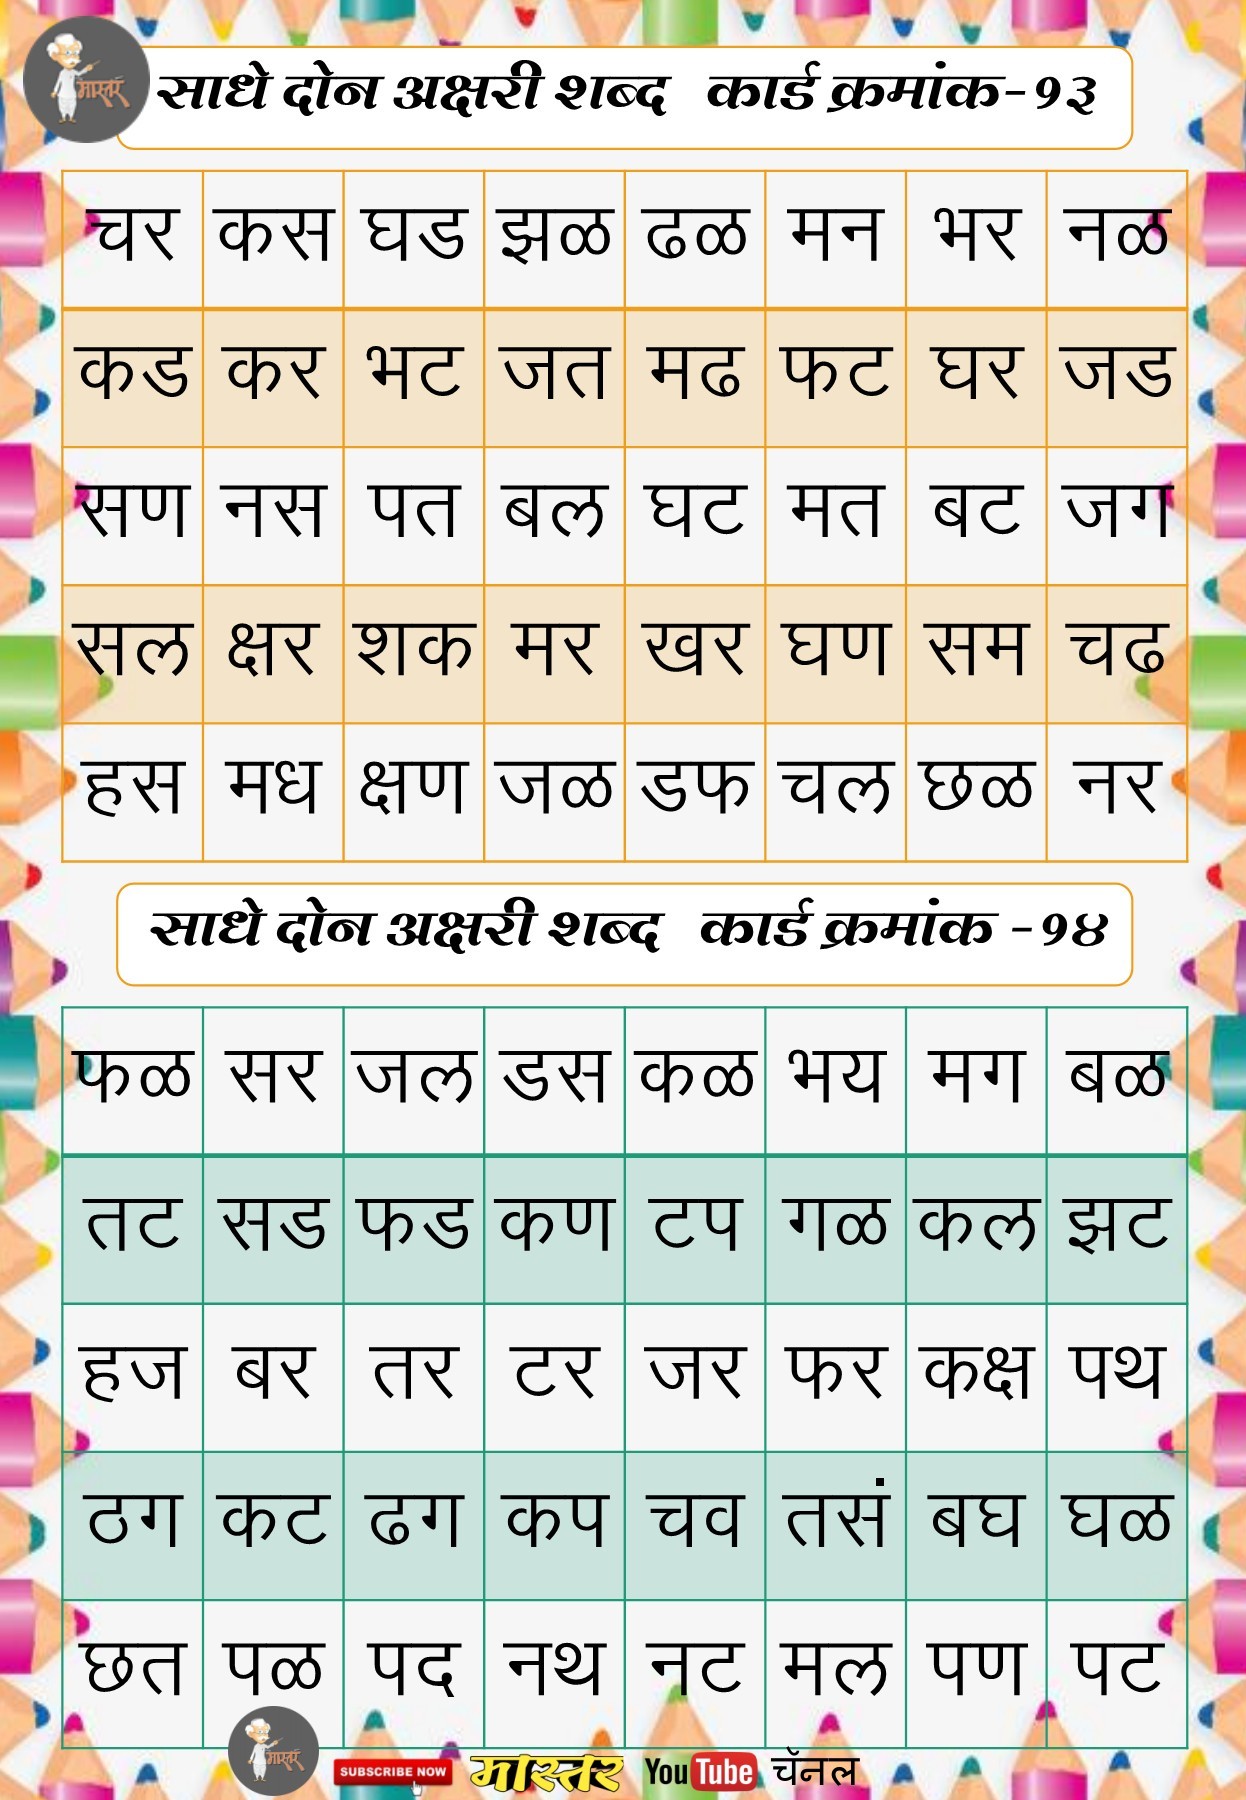 मास्तर
साधे दोन अक्षरी शब्द कार्ड क्रमांक-१३
चर कस घड झळ ढळ मन भर नळ
कड कर भट जत मढ फट घर जड
सण नस पत बल घट मत बट जग
सल क्षर शक मर खर घण सम चढ
हस मध क्षण जळ डफ चल छळ नर
साधे दोन अक्षरी शब्द कार्ड क्रमांक -१४
फळ सर जल डस कळ भय मग बळ
तट सड फड कण टप गळ कल झट
हज बर तर टर जर फर कक्ष पथ
ठग कट ढग कप चव तसं बघ घळ
छत पळ पद नथ नट मल पण पट
मास्तर
SUBSCRIBE NOW मास्तर YouTube चॅनल